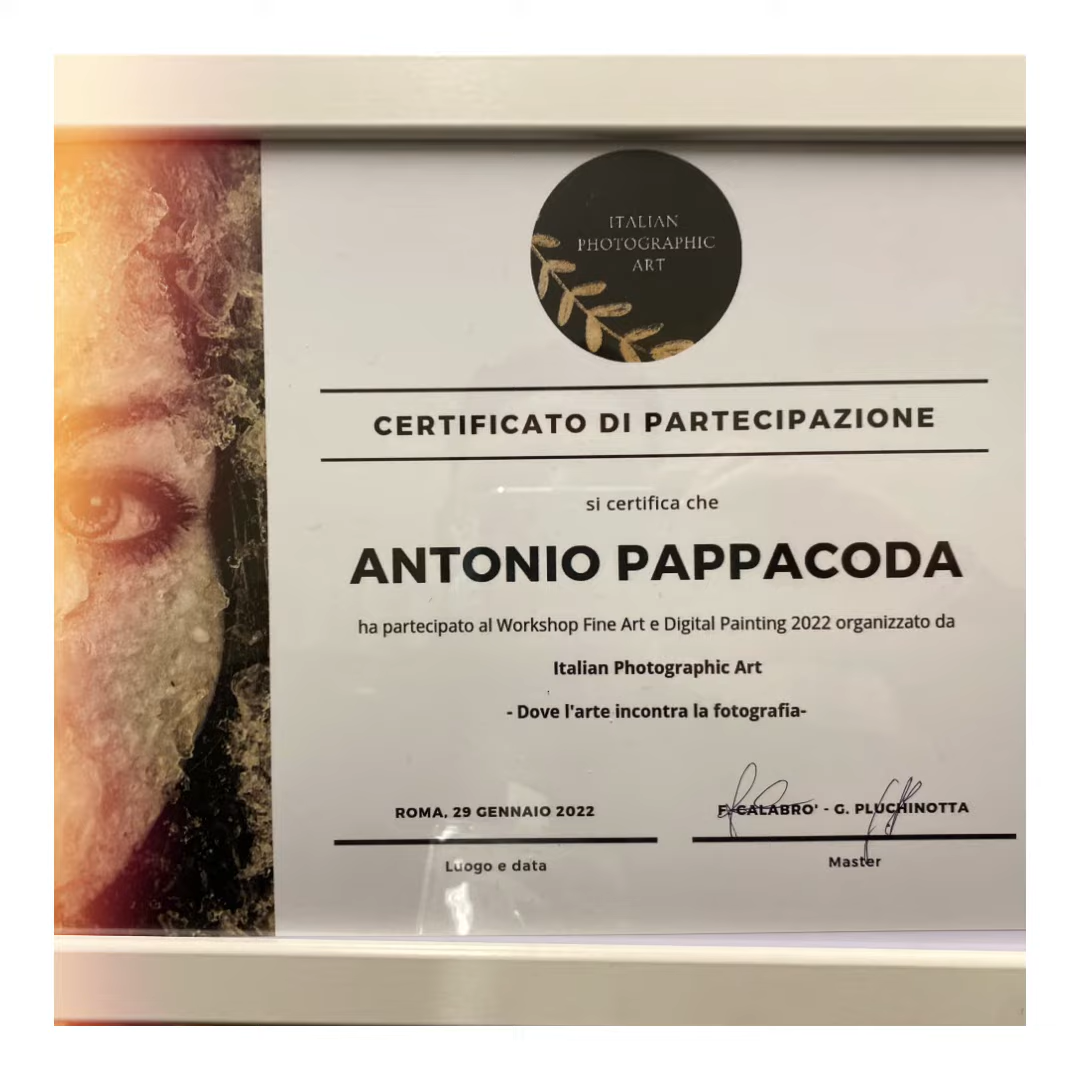 ITALIAN
PHOTOGRAPHIC
ART
CERTIFICATO DI PARTECIPAZIONE
si certifica che
ANTONIO PAPPACODA
ha partecipato al Workshop Fine Art e Digital Painting 2022 organizzato da
Italian Photographic Art
- Dove l'arte incontra la fotografia-
ROMA, 29 GENNAIO 2022
F. CALABRO' - G. PLUCHINOTTA
Luogo e data
Master